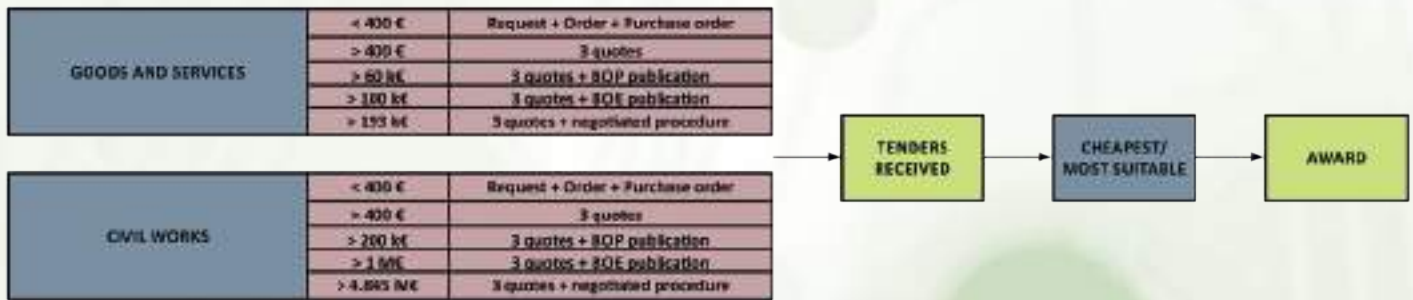 GOODS AND SERVICES
< 400 € Request + Order + Purchase order
> 400 € 3 quotes
> 60 k€ 3 quotes + BOP publication
> 100 k€ 3 quotes + BOE publication
> 193 k€ 3 quotes + negotiated procedure
CIVIL WORKS
< 400 € Request + Order + Purchase order
> 400 € 3 quotes
> 200 k€ 3 quotes + BOP publication
> 1 M€ 3 quotes + BOE publication
> 4.845 M€ 3 quotes + negotiated procedure
TENDERS
RECEIVED
CHEAPEST/
MOST SUITABLE
AWARD